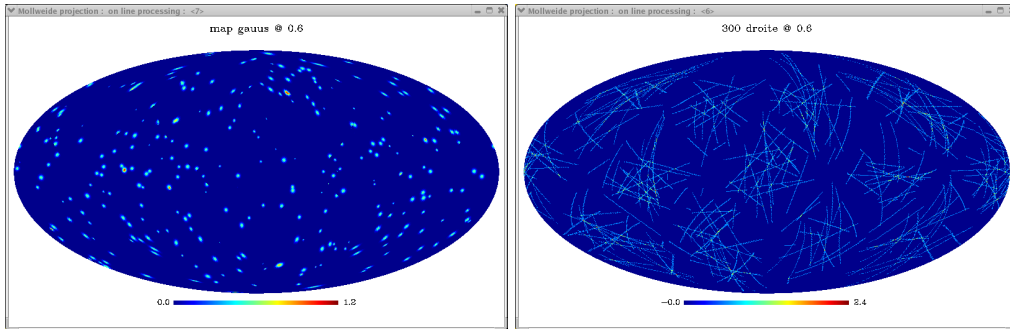 Mollweide projection : on line processing : <7>
map gauus @ 0.6
0.0 1.2
Mollweide projection : on line processing : <6>
300 droite @ 0.6
−0.0 2.4